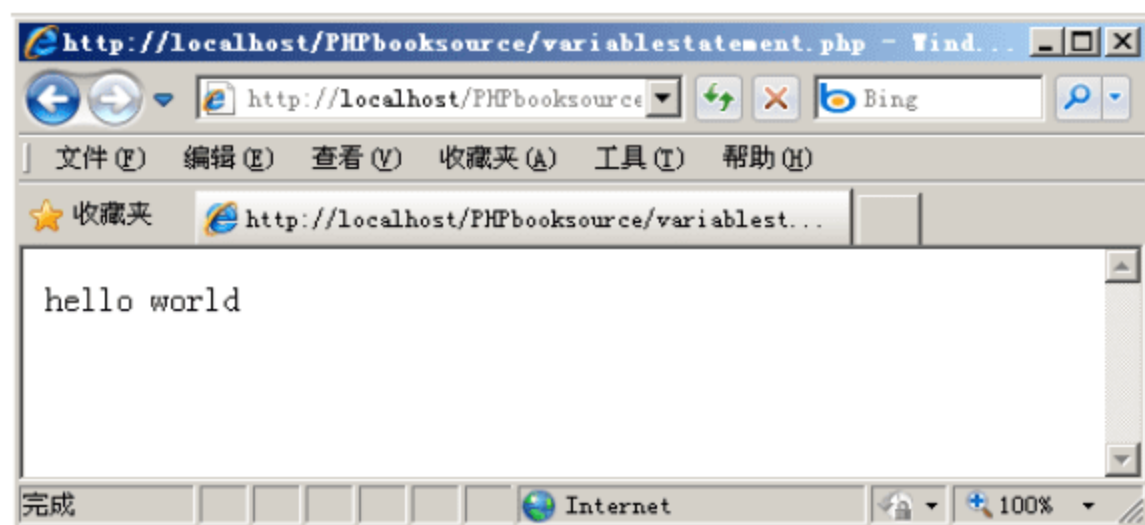 http://localhost/PHPbooksource/variablestatement.php - Wind...
http://localhost/PHPbooksource Bing
文件(F) 编辑(E) 查看(V) 收藏夹(A) 工具(T) 帮助(H)
收藏夹 http://localhost/PHPbooksource/variablest...
hello world
完成 Internet 100%